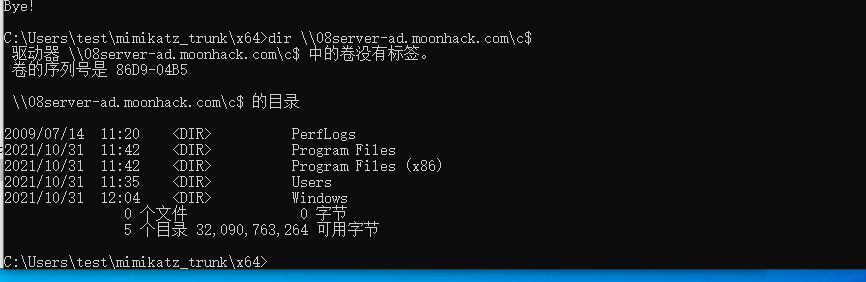 Bye!
C:\Users\test\mimikatz_trunk\x64>dir \\08server-ad.moonhack.com\c$
驱动器 \\08server-ad.moonhack.com\c$ 中的卷没有标签。
卷的序列号是 86D9-04B5
\\08server-ad.moonhack.com\c$ 的目录
2009/07/14 11:20 <DIR> PerfLogs
2021/10/31 11:42 <DIR> Program Files
2021/10/31 11:42 <DIR> Program Files (x86)
2021/10/31 11:35 <DIR> Users
2021/10/31 12:04 <DIR> Windows
0 个文件 0 字节
5 个目录 32,090,763,264 可用字节
C:\Users\test\mimikatz_trunk\x64>